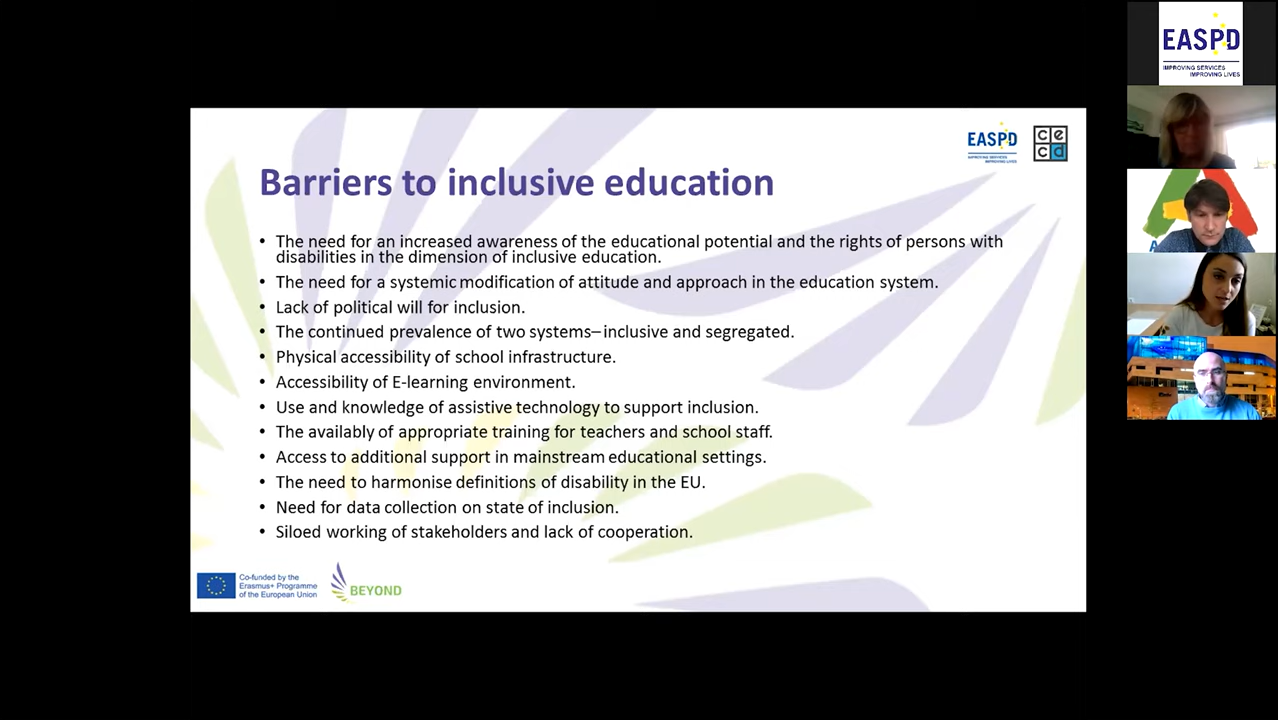 EASPD
IMPROVING SERVICES
IMPROVING LIVES
EASPD
IMPROVING SERVICES
IMPROVING LIVES
ce
cd
Barriers to inclusive education
• The need for an increased awareness of the educational potential and the rights of persons with
disabilities in the dimension of inclusive education.
• The need for a systemic modification of attitude and approach in the education system.
• Lack of political will for inclusion.
• The continued prevalence of two systems– inclusive and segregated.
• Physical accessibility of school infrastructure.
• Accessibility of E-learning environment.
• Use and knowledge of assistive technology to support inclusion.
• The availably of appropriate training for teachers and school staff.
• Access to additional support in mainstream educational settings.
• The need to harmonise definitions of disability in the EU.
• Need for data collection on state of inclusion.
• Siloed working of stakeholders and lack of cooperation.
Co-funded by the
Erasmus+ Programme
of the European Union
BEYOND